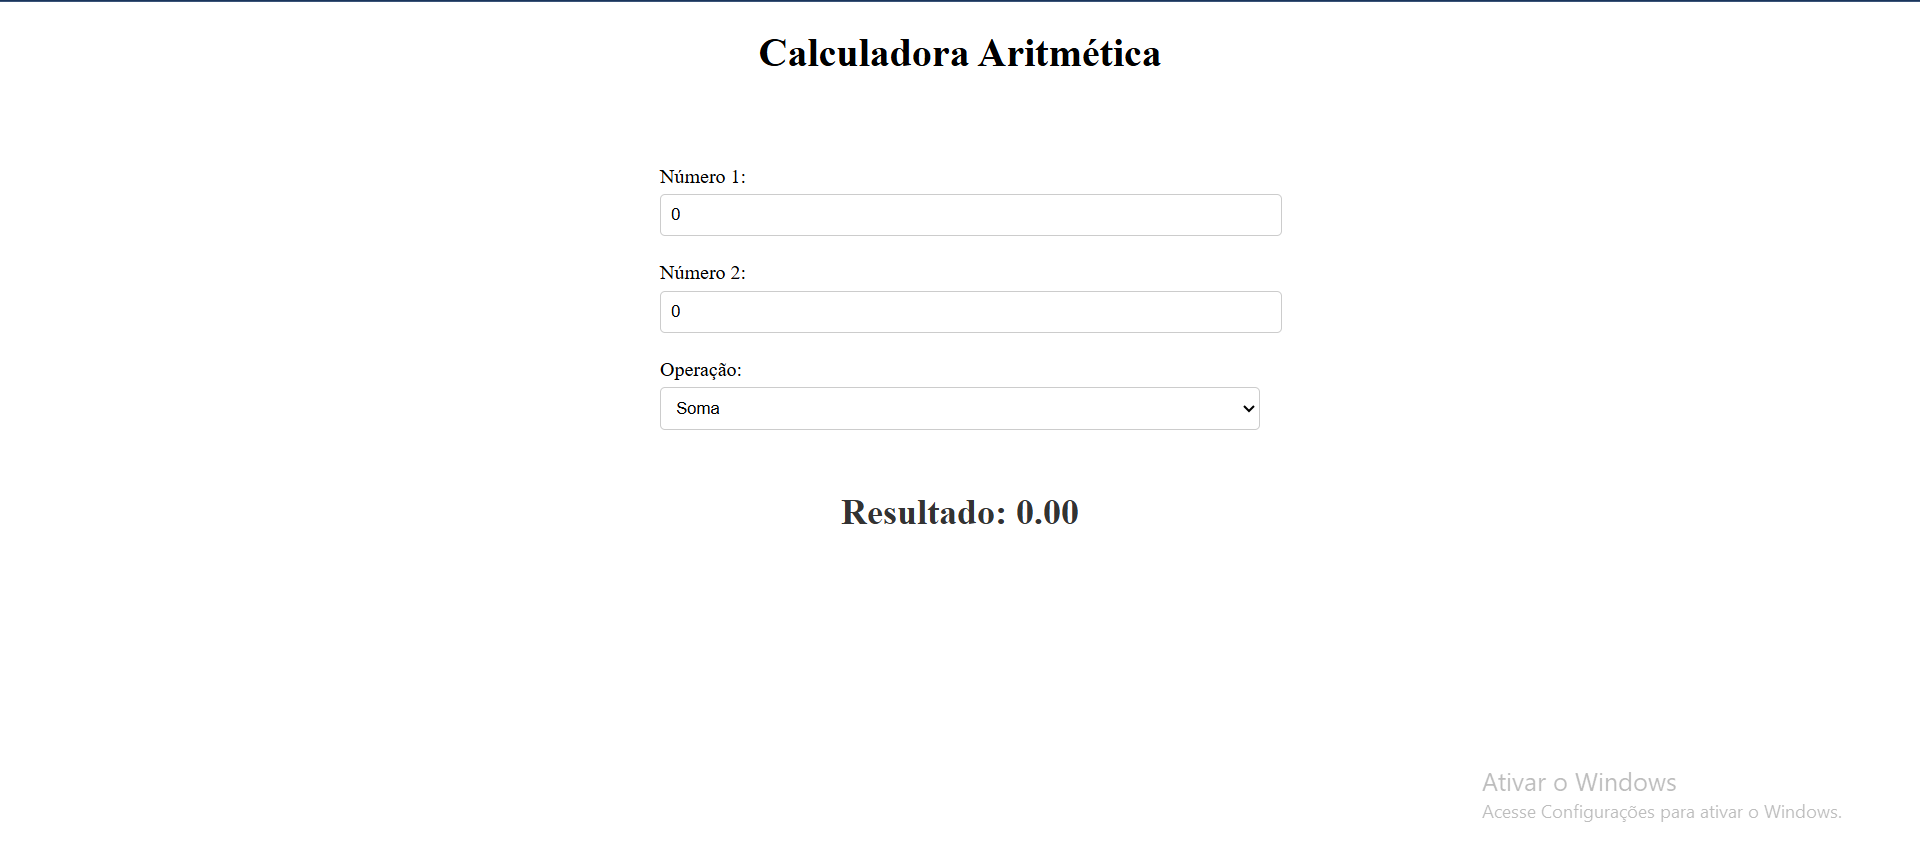 Calculadora Aritmética
Número 1:
0
Número 2:
0
Operação:
Soma
Resultado: 0.00
Ativar o Windows
Acesse Configurações para ativar o Windows.